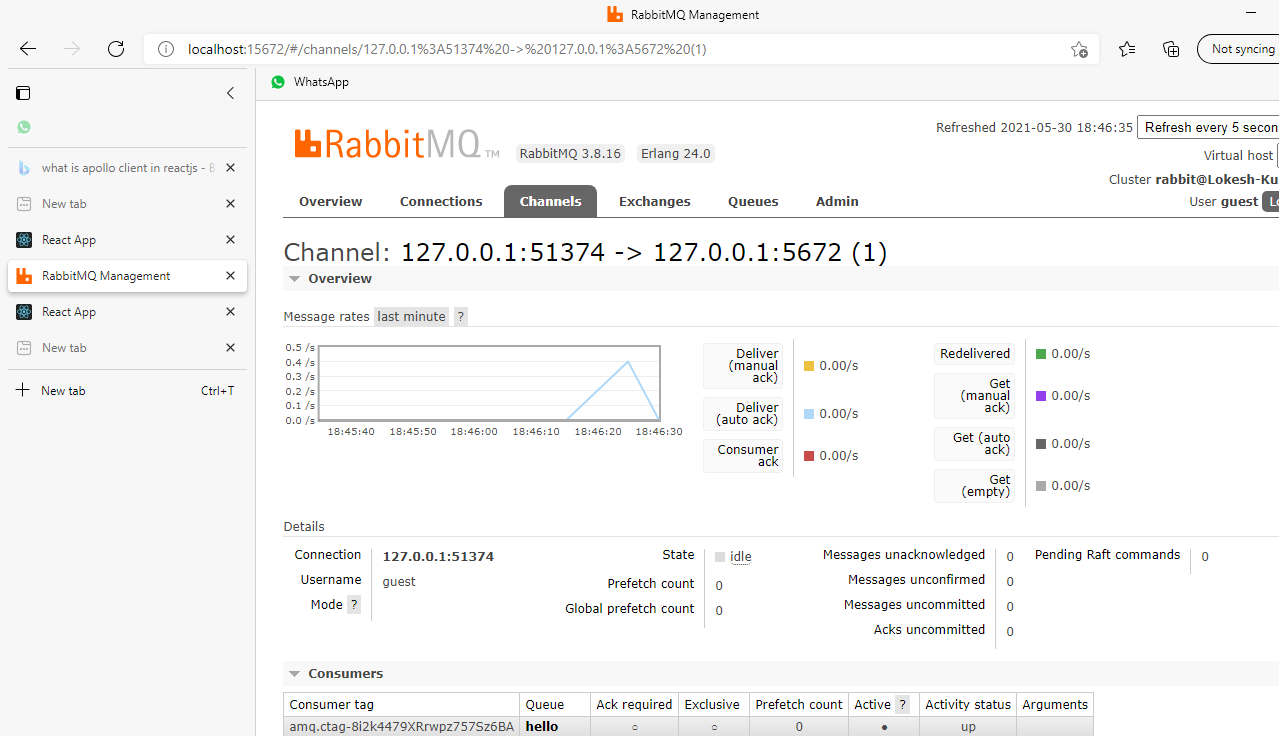 RabbitMQ Management
localhost:15672/#/channels/127.0.0.1%3A51374%20->%20127.0.0.1%3A5672%20(1)
Not syncing
WhatsApp
what is apollo client in reactjs - B
New tab
React App
RabbitMQ Management
React App
New tab
New tab Ctrl+T
RabbitMQ TM RabbitMQ 3.8.16 Erlang 24.0
Refreshed 2021-05-30 18:46:35 Refresh every 5 secon
Virtual host
Cluster rabbit@Lokesh-Ku
User guest Lo
Overview Connections Channels Exchanges Queues Admin
Channel: 127.0.0.1:51374 -> 127.0.0.1:5672 (1)
Overview
Message rates last minute ?
0.5 /s
0.4 /s
0.3 /s
0.2 /s
0.1 /s
0.0 /s
18:45:40 18:45:50 18:46:00 18:46:10 18:46:20 18:46:30
Deliver
(manual
ack)
0.00/s
Deliver
(auto ack)
0.00/s
Consumer
ack
0.00/s
Redelivered 0.00/s
Get
(manual
ack)
0.00/s
Get (auto
ack)
0.00/s
Get
(empty)
0.00/s
Details
Connection 127.0.0.1:51374
Username guest
Mode ?
State idle
Prefetch count 0
Global prefetch count 0
Messages unacknowledged 0
Messages unconfirmed 0
Messages uncommitted 0
Acks uncommitted 0
Pending Raft commands 0
Consumers
Consumer tag Queue Ack required Exclusive Prefetch count Active ? Activity status Arguments
amq.ctag-8i2k4479XRrwpz757Sz6BA hello ○ ○ 0 ● up